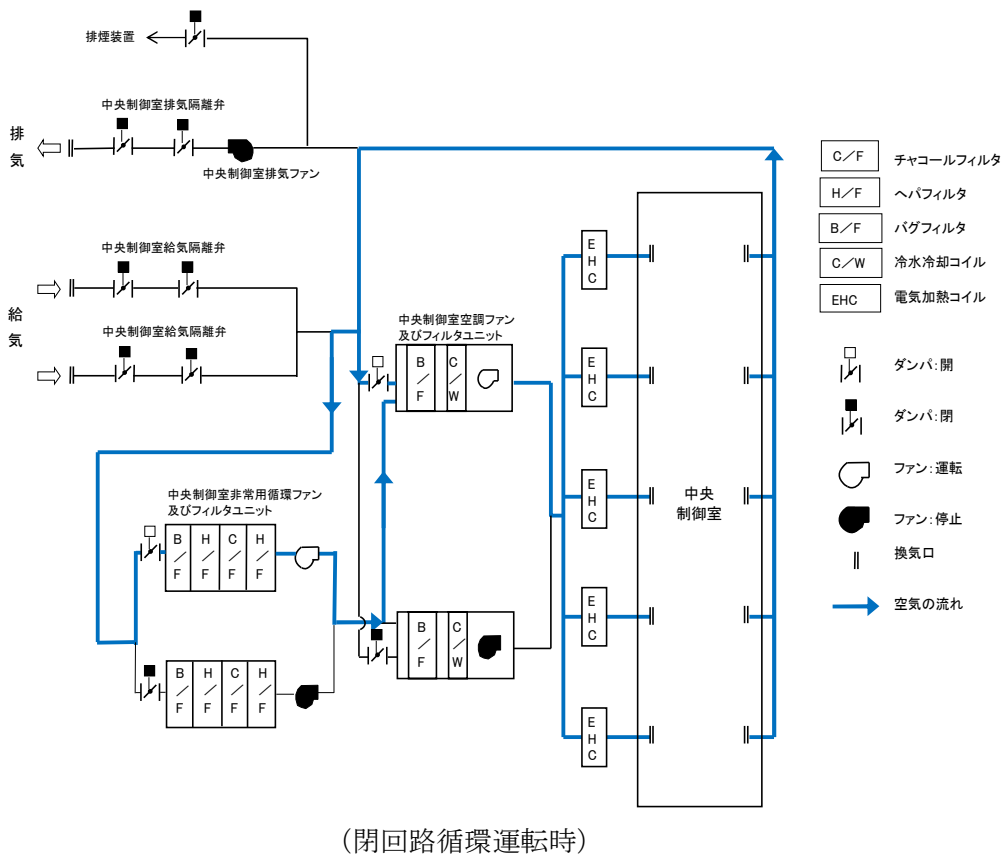 排煙装置
中央制御室排気隔離弁
排
気
中央制御室排気ファン
中央制御室給気隔離弁
給
気
中央制御室給気隔離弁
中央制御室空調ファン
及びフィルタユニット
B/F
C/W
中央制御室非常用循環ファン
及びフィルタユニット
B/F
H/F
C/F
H/F
B/F
H/F
C/F
H/F
B/F
C/W
EHC
EHC
EHC
EHC
EHC
中央
制御室
C/F チャコールフィルタ
H/F ヘパフィルタ
B/F バグフィルタ
C/W 冷水冷却コイル
EHC 電気加熱コイル
ダンパ:開
ダンパ:閉
ファン:運転
ファン:停止
換気口
空気の流れ
(閉回路循環運転時)